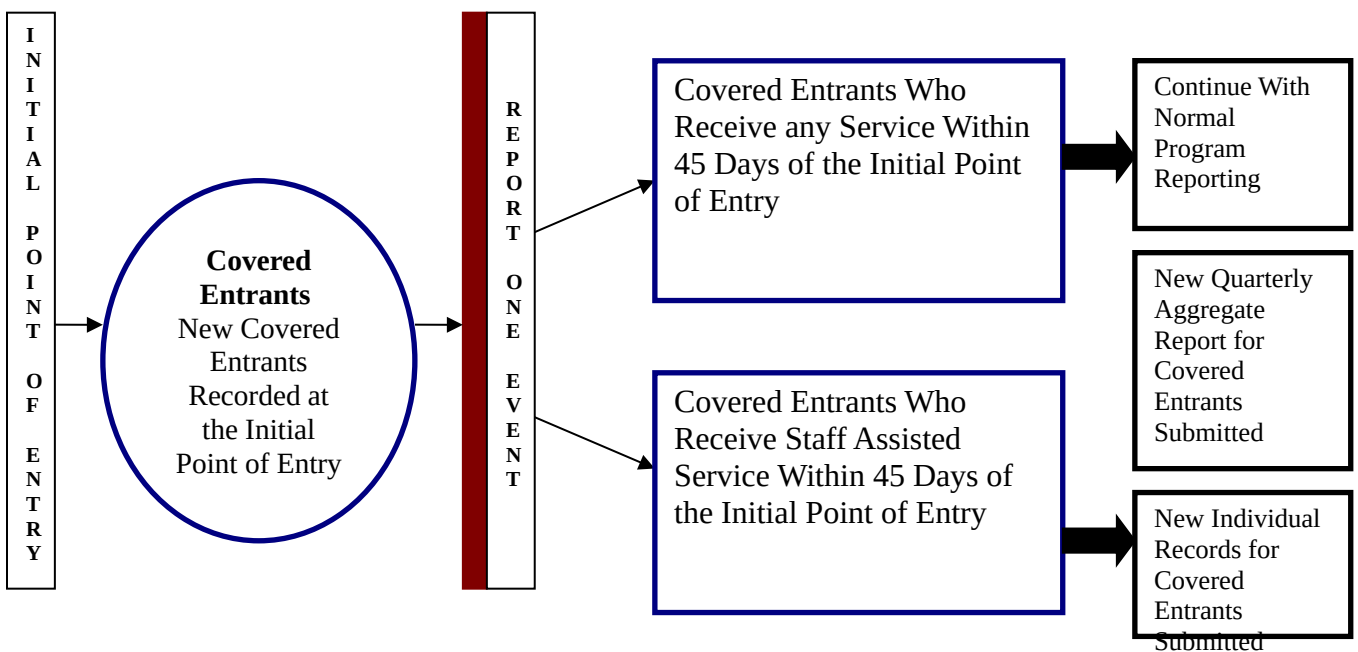 INITIAL POINT OF ENTRY
Covered
Entrants
New Covered
Entrants
Recorded at
the Initial
Point of Entry
REPORT ONE EVENT
Covered Entrants Who
Receive any Service Within
45 Days of the Initial Point
of Entry
Covered Entrants Who
Receive Staff Assisted
Service Within 45 Days of
the Initial Point of Entry
Continue With
Normal
Program
Reporting
New Quarterly
Aggregate
Report for
Covered
Entrants
Submitted
New Individual
Records for
Covered
Entrants
Submitted